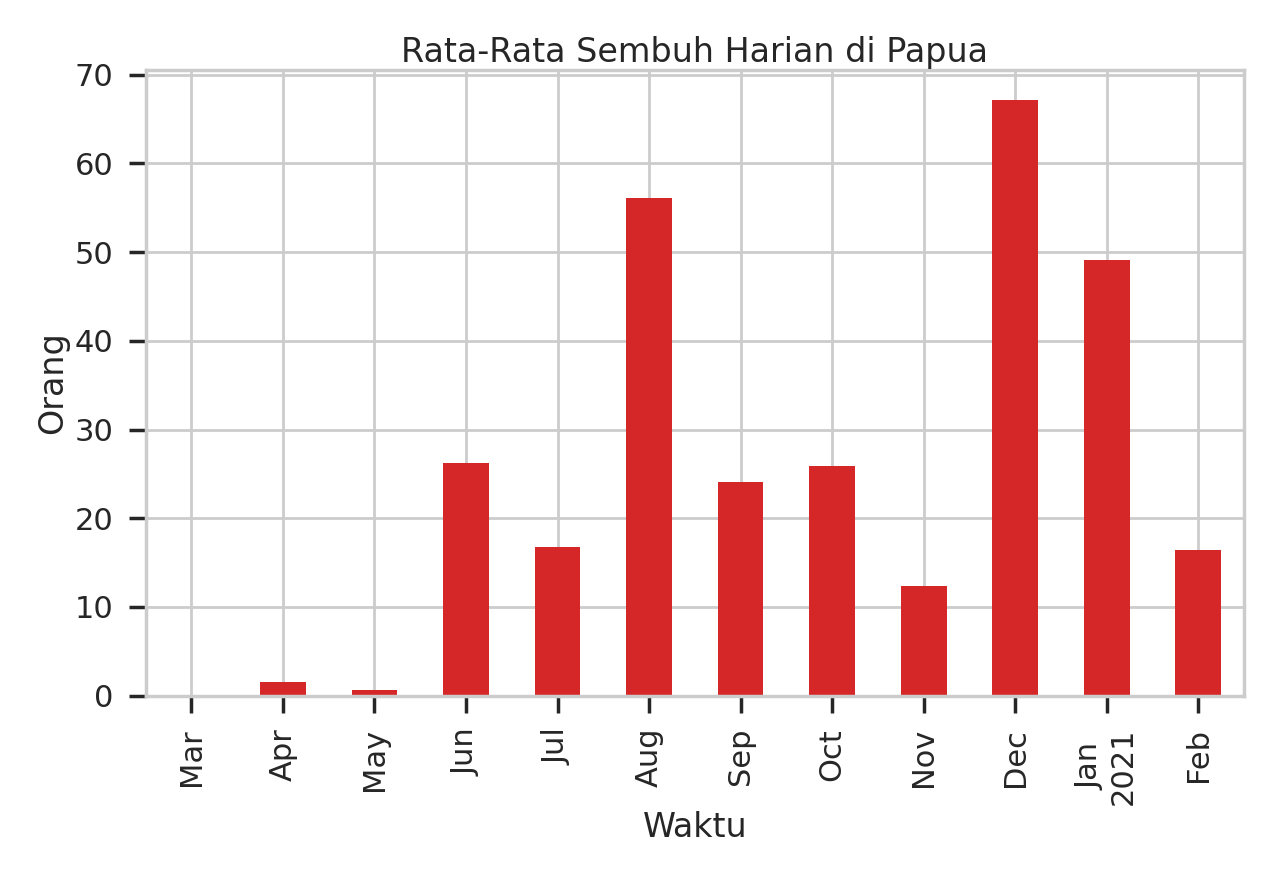 Rata-Rata Sembuh Harian di Papua
70
60
50
40
30
20
10
0
Orang
Mar
Apr
May
Jun
Jul
Aug
Sep
Oct
Nov
Dec
Jan
2021
Feb
Waktu